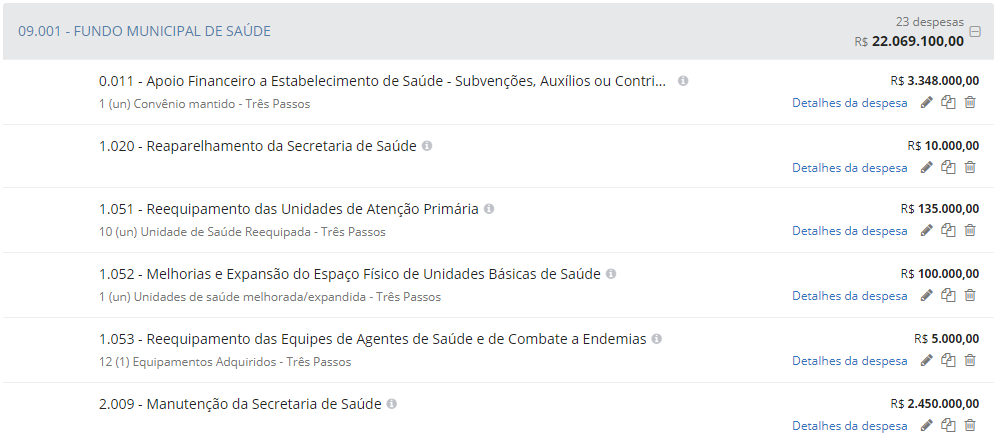 09.001 - FUNDO MUNICIPAL DE SAÚDE
23 despesas
R$ 22.069.100,00
0.011 - Apoio Financeiro a Estabelecimento de Saúde - Subvenções, Auxílios ou Contri...
R$ 3.348.000,00
1 (un) Convênio mantido - Três Passos
Detalhes da despesa
1.020 - Reaparelhamento da Secretaria de Saúde
R$ 10.000,00
Detalhes da despesa
1.051 - Reequipamento das Unidades de Atenção Primária
R$ 135.000,00
10 (un) Unidade de Saúde Reequipada - Três Passos
Detalhes da despesa
1.052 - Melhorias e Expansão do Espaço Físico de Unidades Básicas de Saúde
R$ 100.000,00
1 (un) Unidades de saúde melhorada/expandida - Três Passos
Detalhes da despesa
1.053 - Reequipamento das Equipes de Agentes de Saúde e de Combate a Endemias
R$ 5.000,00
12 (1) Equipamentos Adquiridos - Três Passos
Detalhes da despesa
2.009 - Manutenção da Secretaria de Saúde
R$ 2.450.000,00
Detalhes da despesa